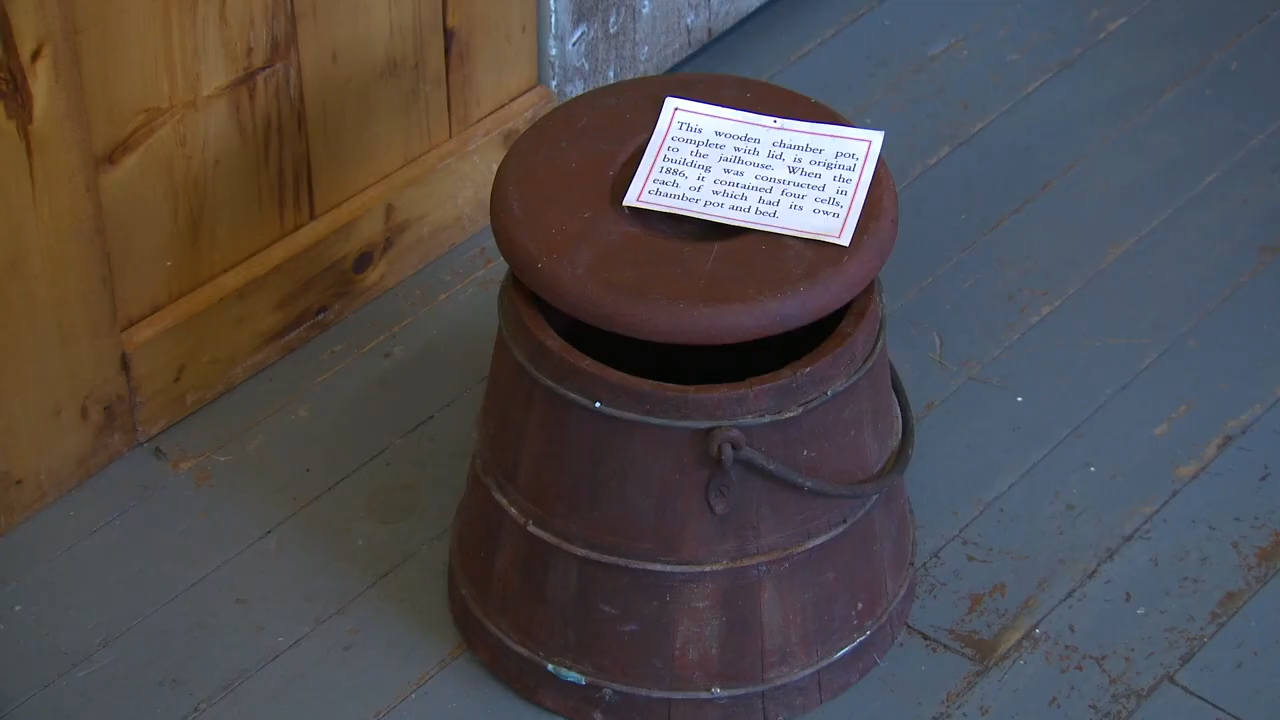 This wooden chamber pot,
complete with lid, is original
to the jailhouse. When the
building was constructed in
1886, it contained four cells,
each of which had its own
chamber pot and bed.